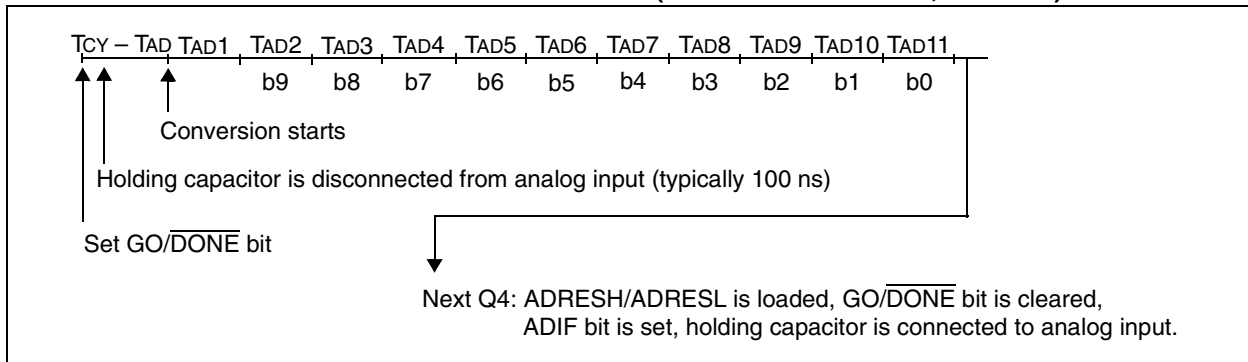 TCY – TAD TAD1 TAD2 TAD3 TAD4 TAD5 TAD6 TAD7 TAD8 TAD9 TAD10 TAD11
b9 b8 b7 b6 b5 b4 b3 b2 b1 b0
Conversion starts
Holding capacitor is disconnected from analog input (typically 100 ns)
Set GO/DONE bit
Next Q4: ADRESH/ADRESL is loaded, GO/DONE bit is cleared,
ADIF bit is set, holding capacitor is connected to analog input.